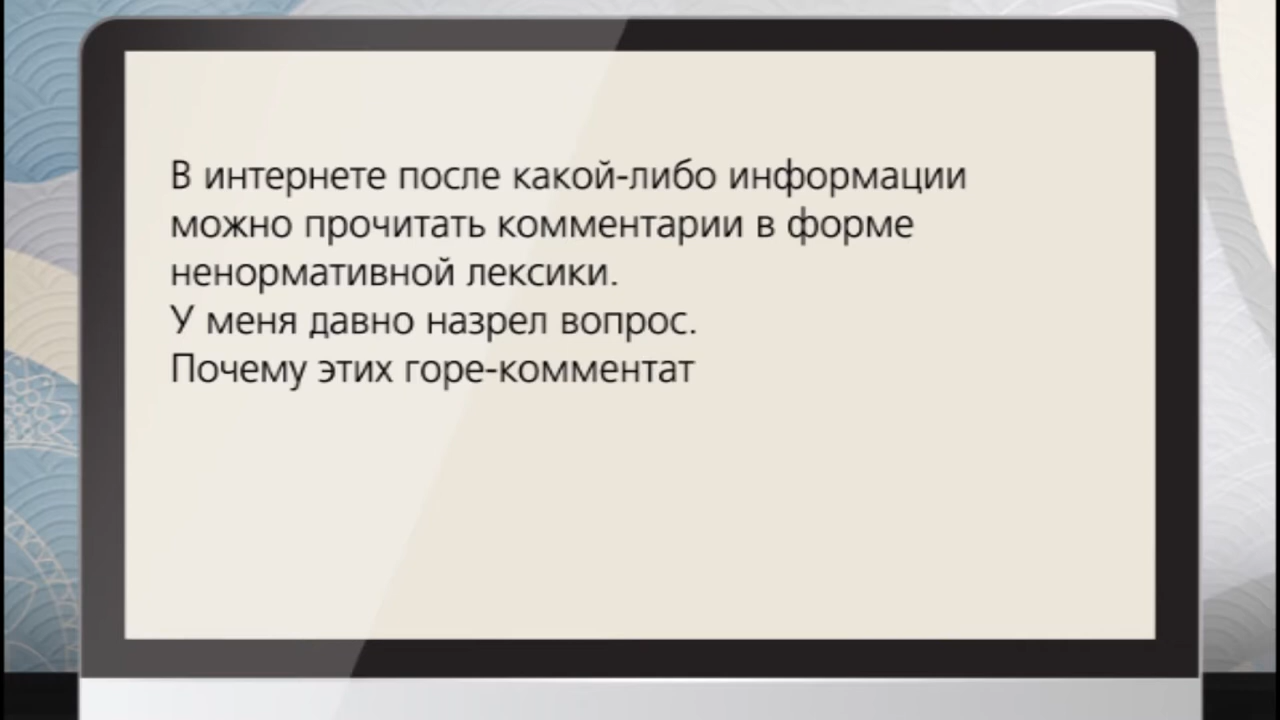 В интернете после какой-либо информации
можно прочитать комментарии в форме
ненормативной лексики.
У меня давно назрел вопрос.
Почему этих горе-комментат